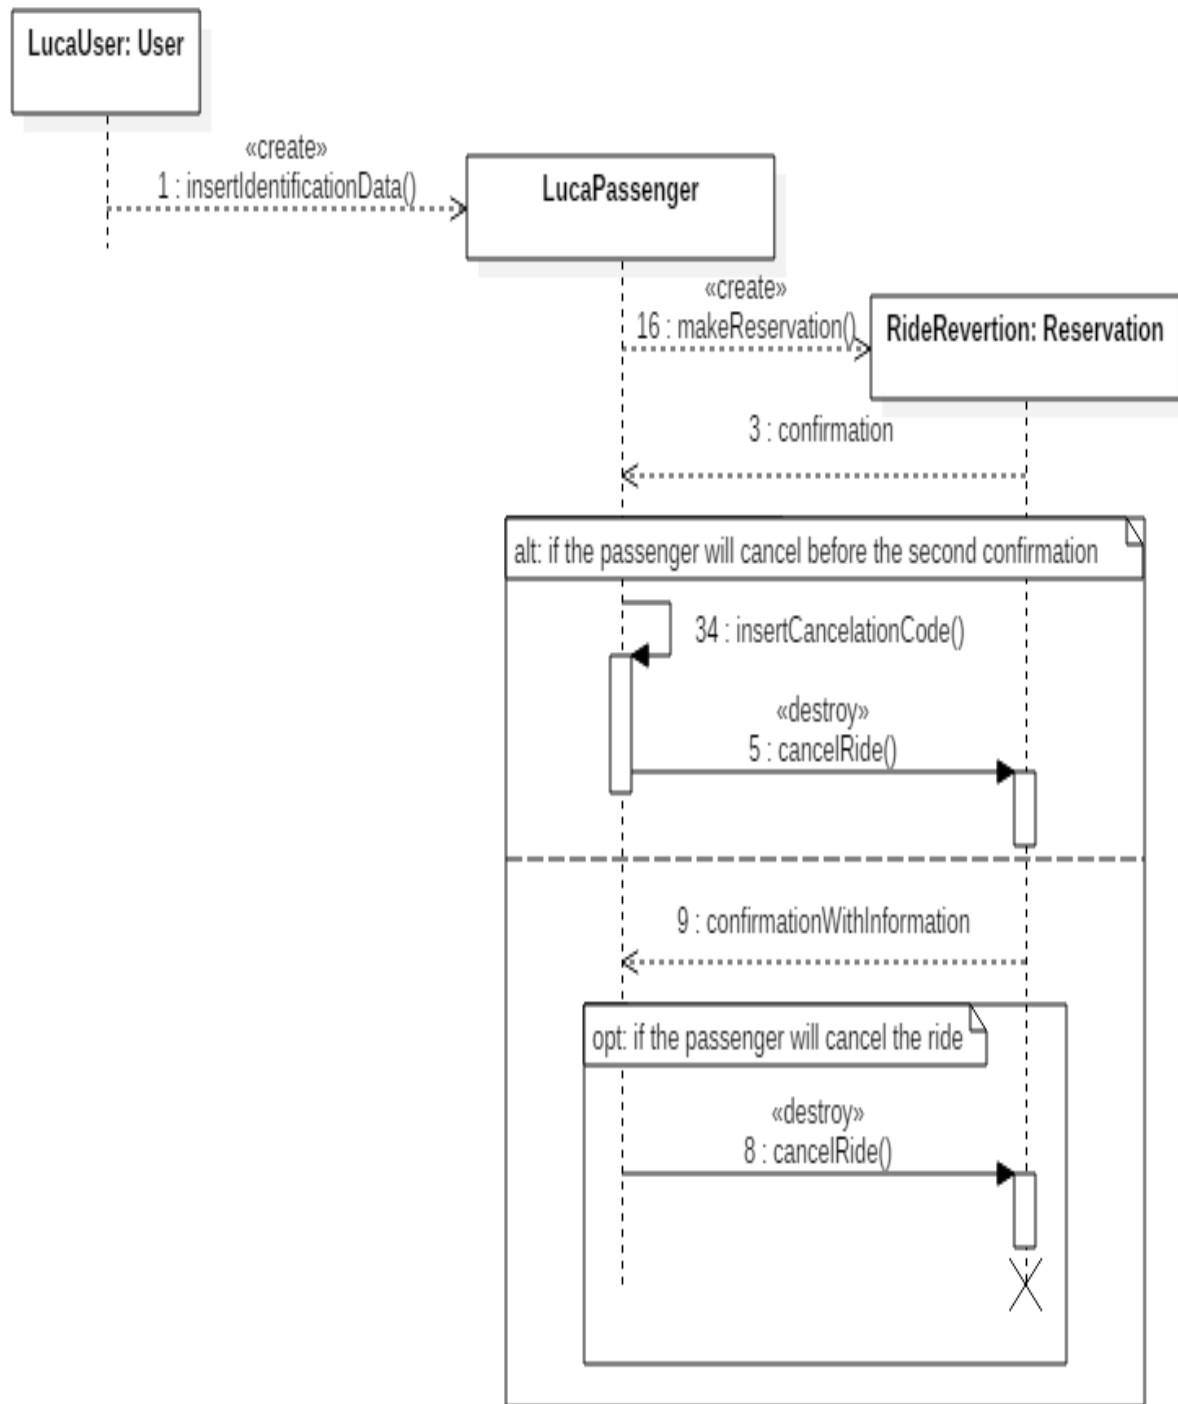 LucaUser: User
«create»
1 : insertIdentificationData()
LucaPassenger
«create»
16 : makeReservation()
RideRevertion: Reservation
3 : confirmation
alt: if the passenger will cancel before the second confirmation
34 : insertCancelationCode()
«destroy»
5 : cancelRide()
9 : confirmationWithInformation
opt: if the passenger will cancel the ride
«destroy»
8 : cancelRide()